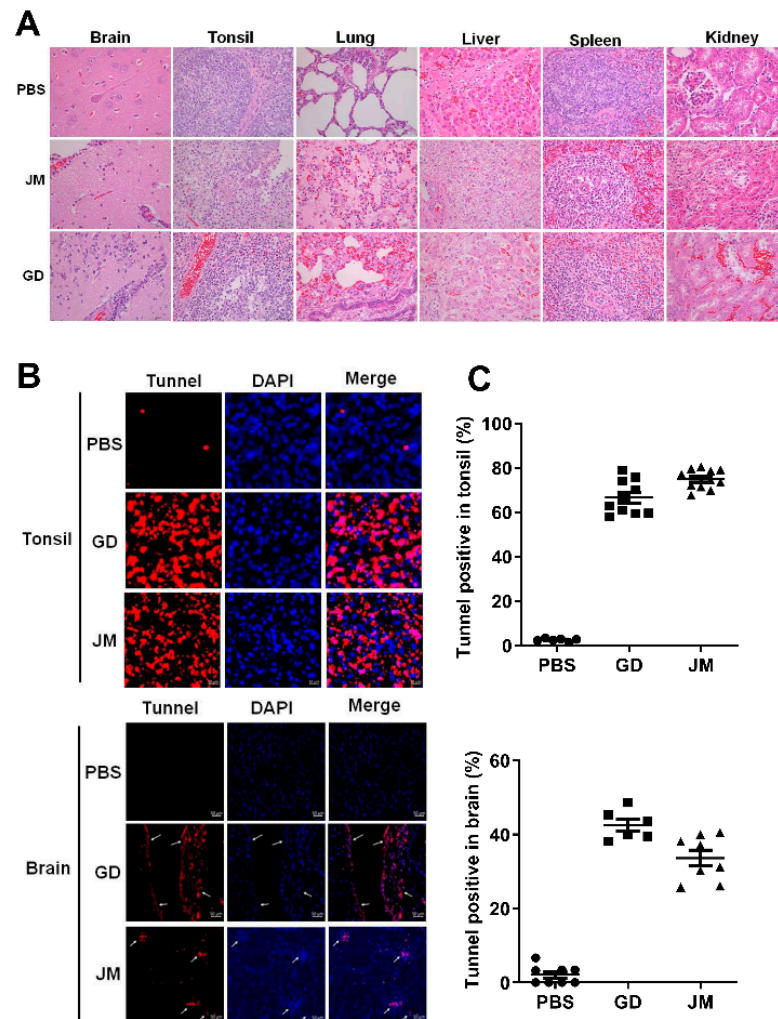 A
Brain Tonsil Lung Liver Spleen Kidney
PBS
JM
GD
B
Tunnel DAPI Merge
PBS
Tonsil
GD
JM
Tunnel DAPI Merge
PBS
Brain
GD
JM
C
Tunnel positive in tonsil (%)
100
80
60
40
20
0
PBS GD JM
Tunnel positive in brain (%)
60
40
20
0
PBS GD JM